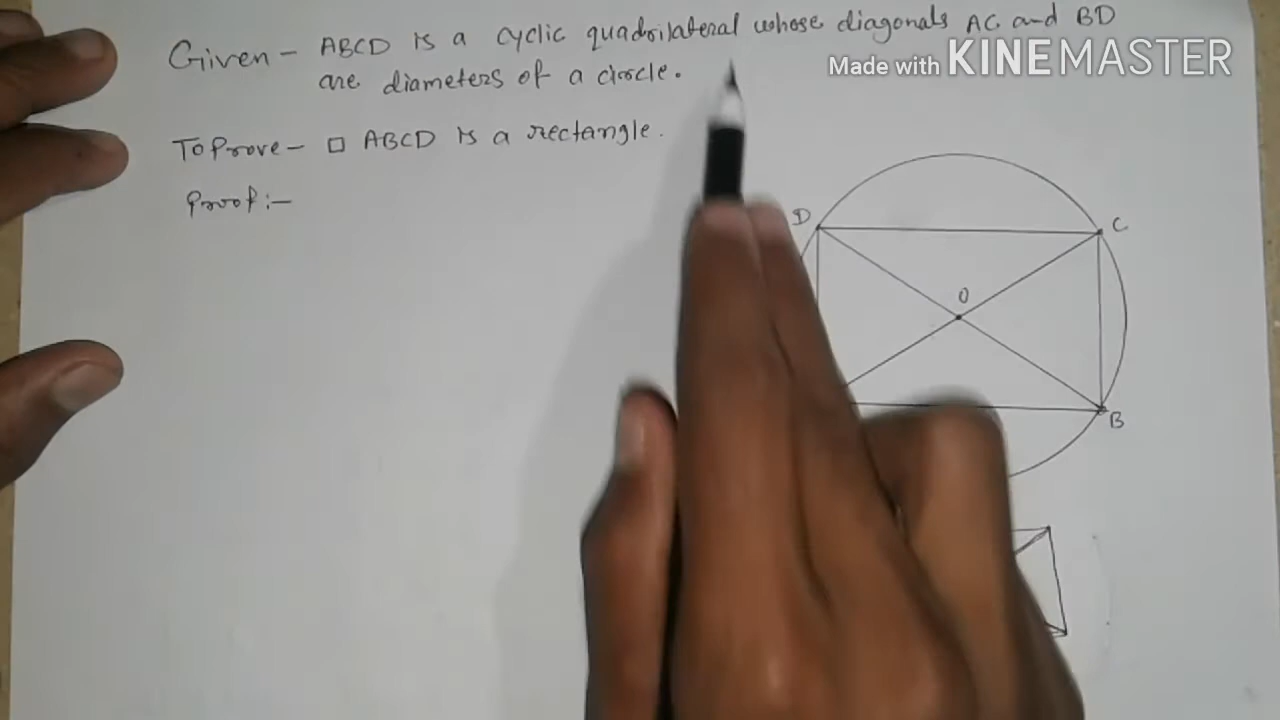 Given - ABCD is a cyclic quadrilateral whose diagonals AC and BD
are diameters of a circle.
Made with KINEMASTER
To Prove - □ ABCD is a rectangle.
Proof :-
D
C
O
B